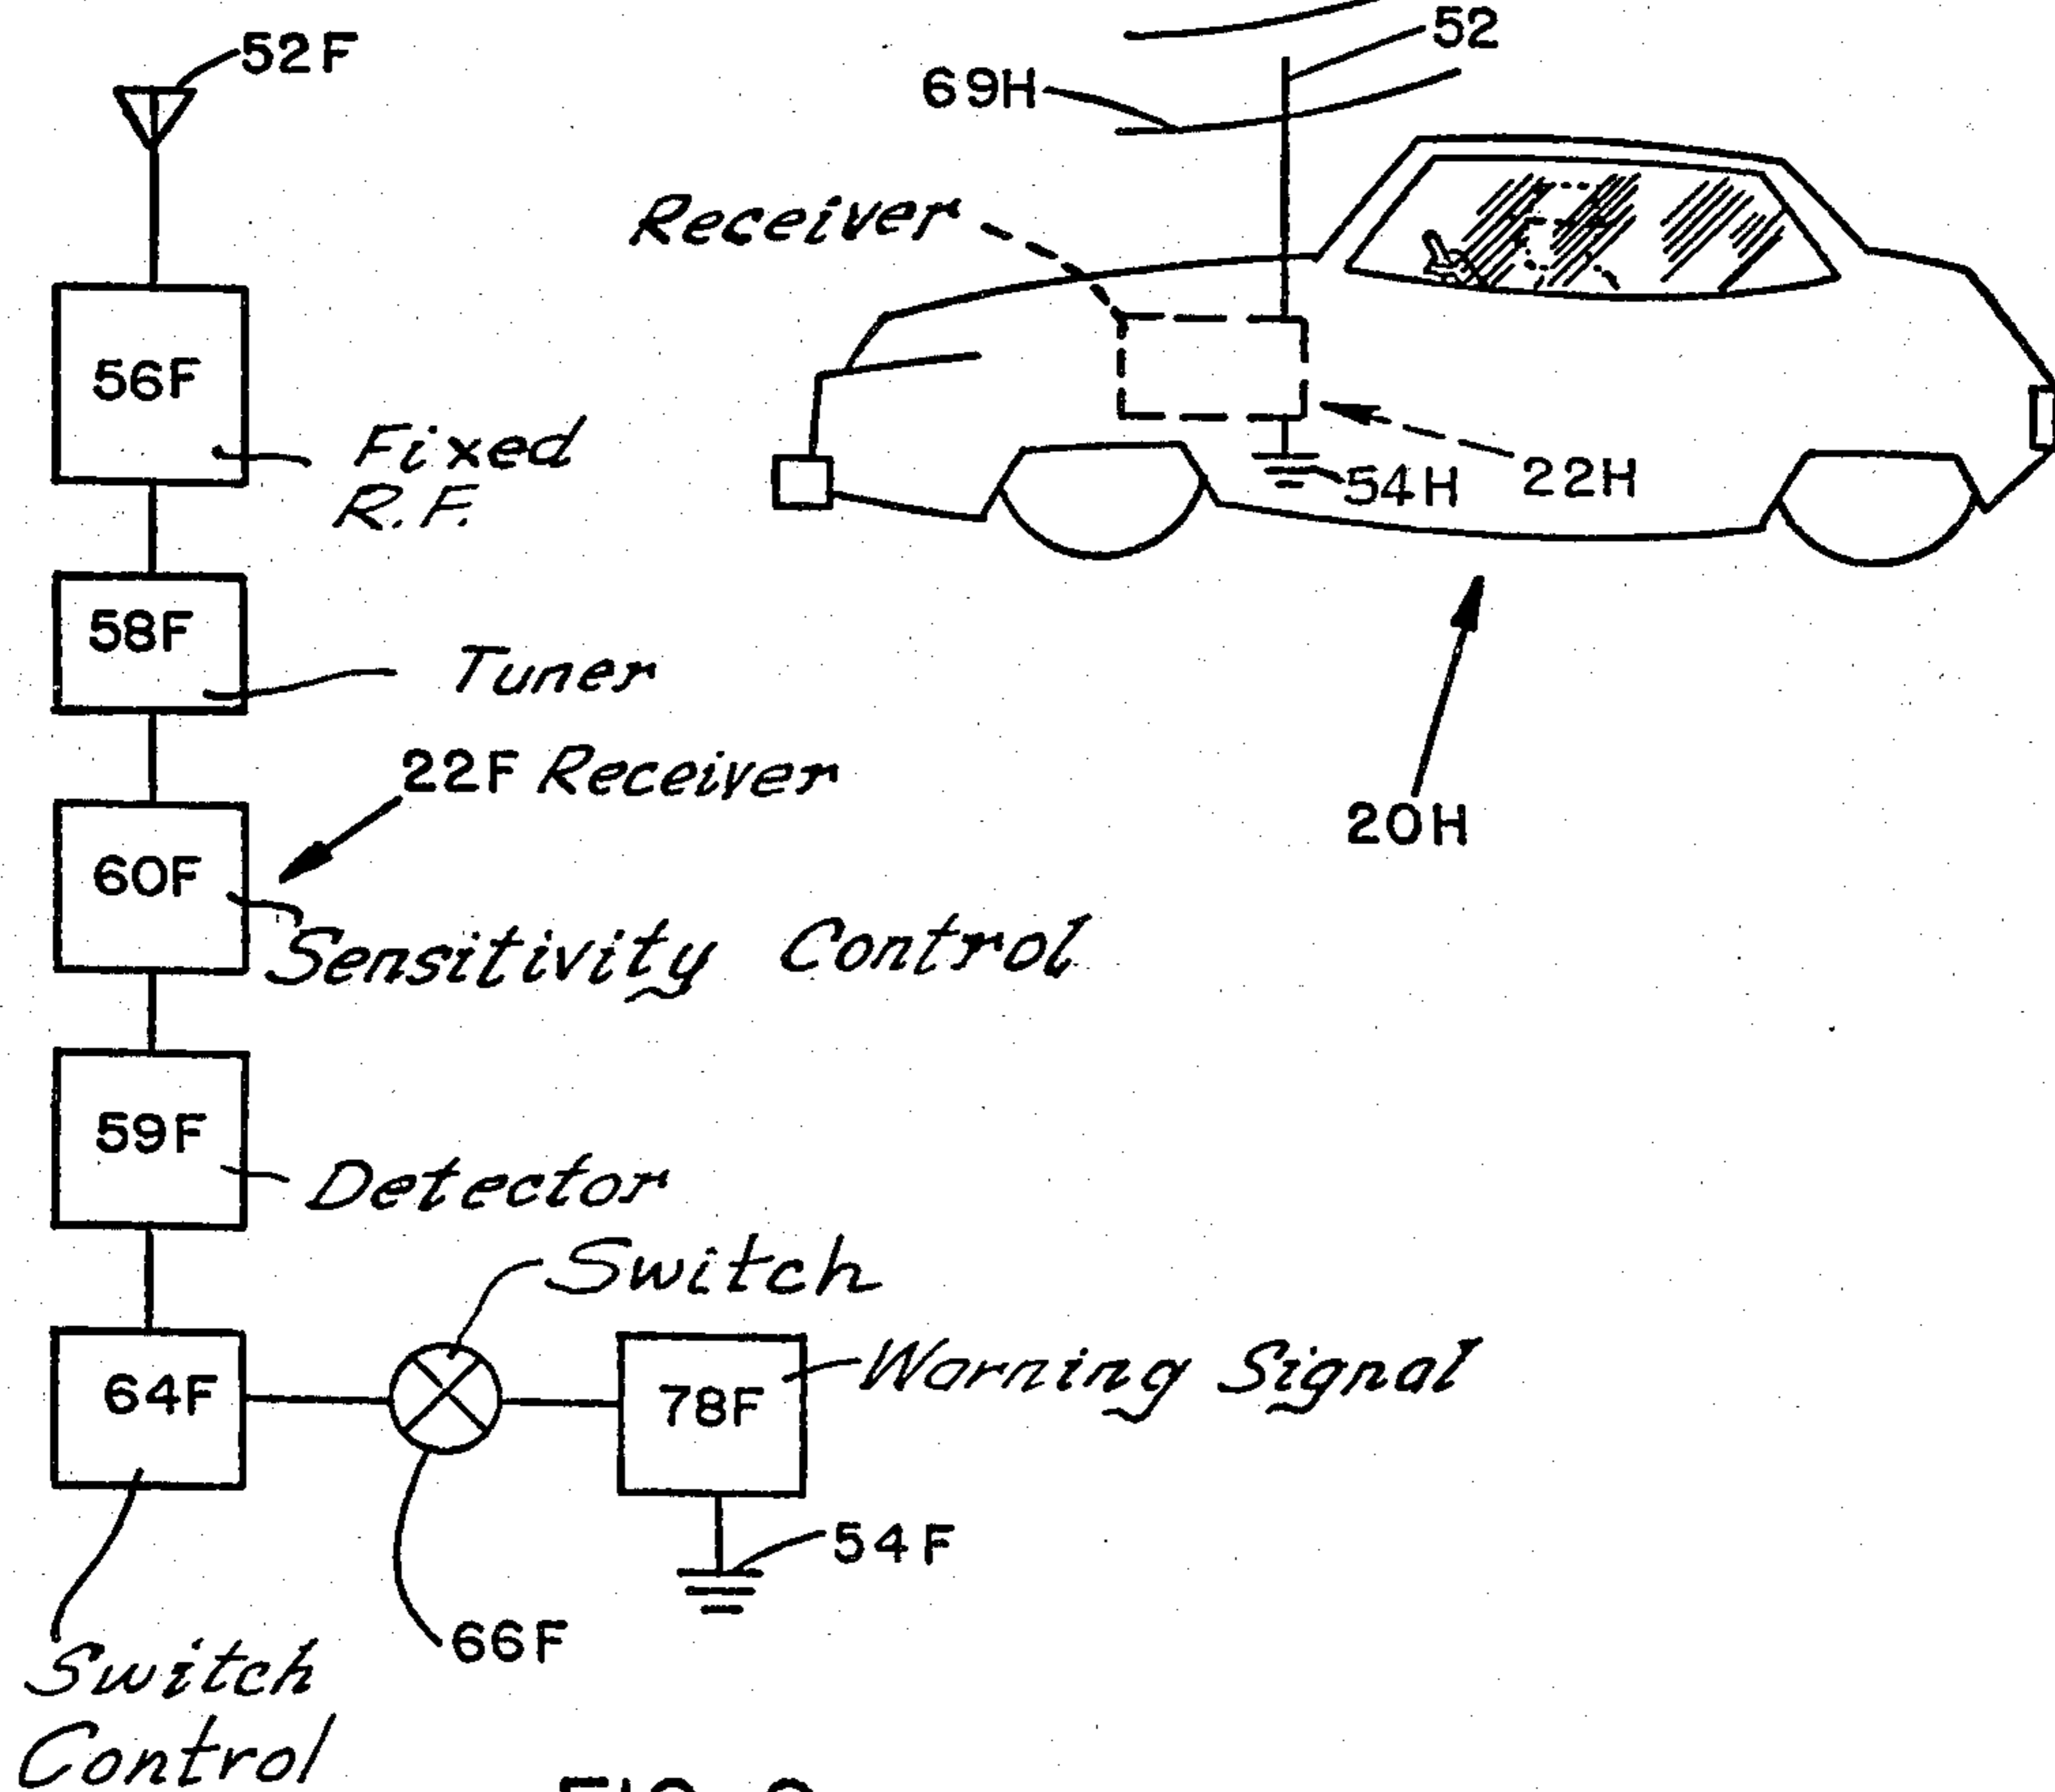 52F
52
69H
Receiver
56F
Fixed
R.F.
54H
22H
58F
Tuner
22F Receiver
20H
60F
Sensitivity Control
59F
Detector
Switch
64F
78F
Warning Signal
54F
66F
Switch
Control